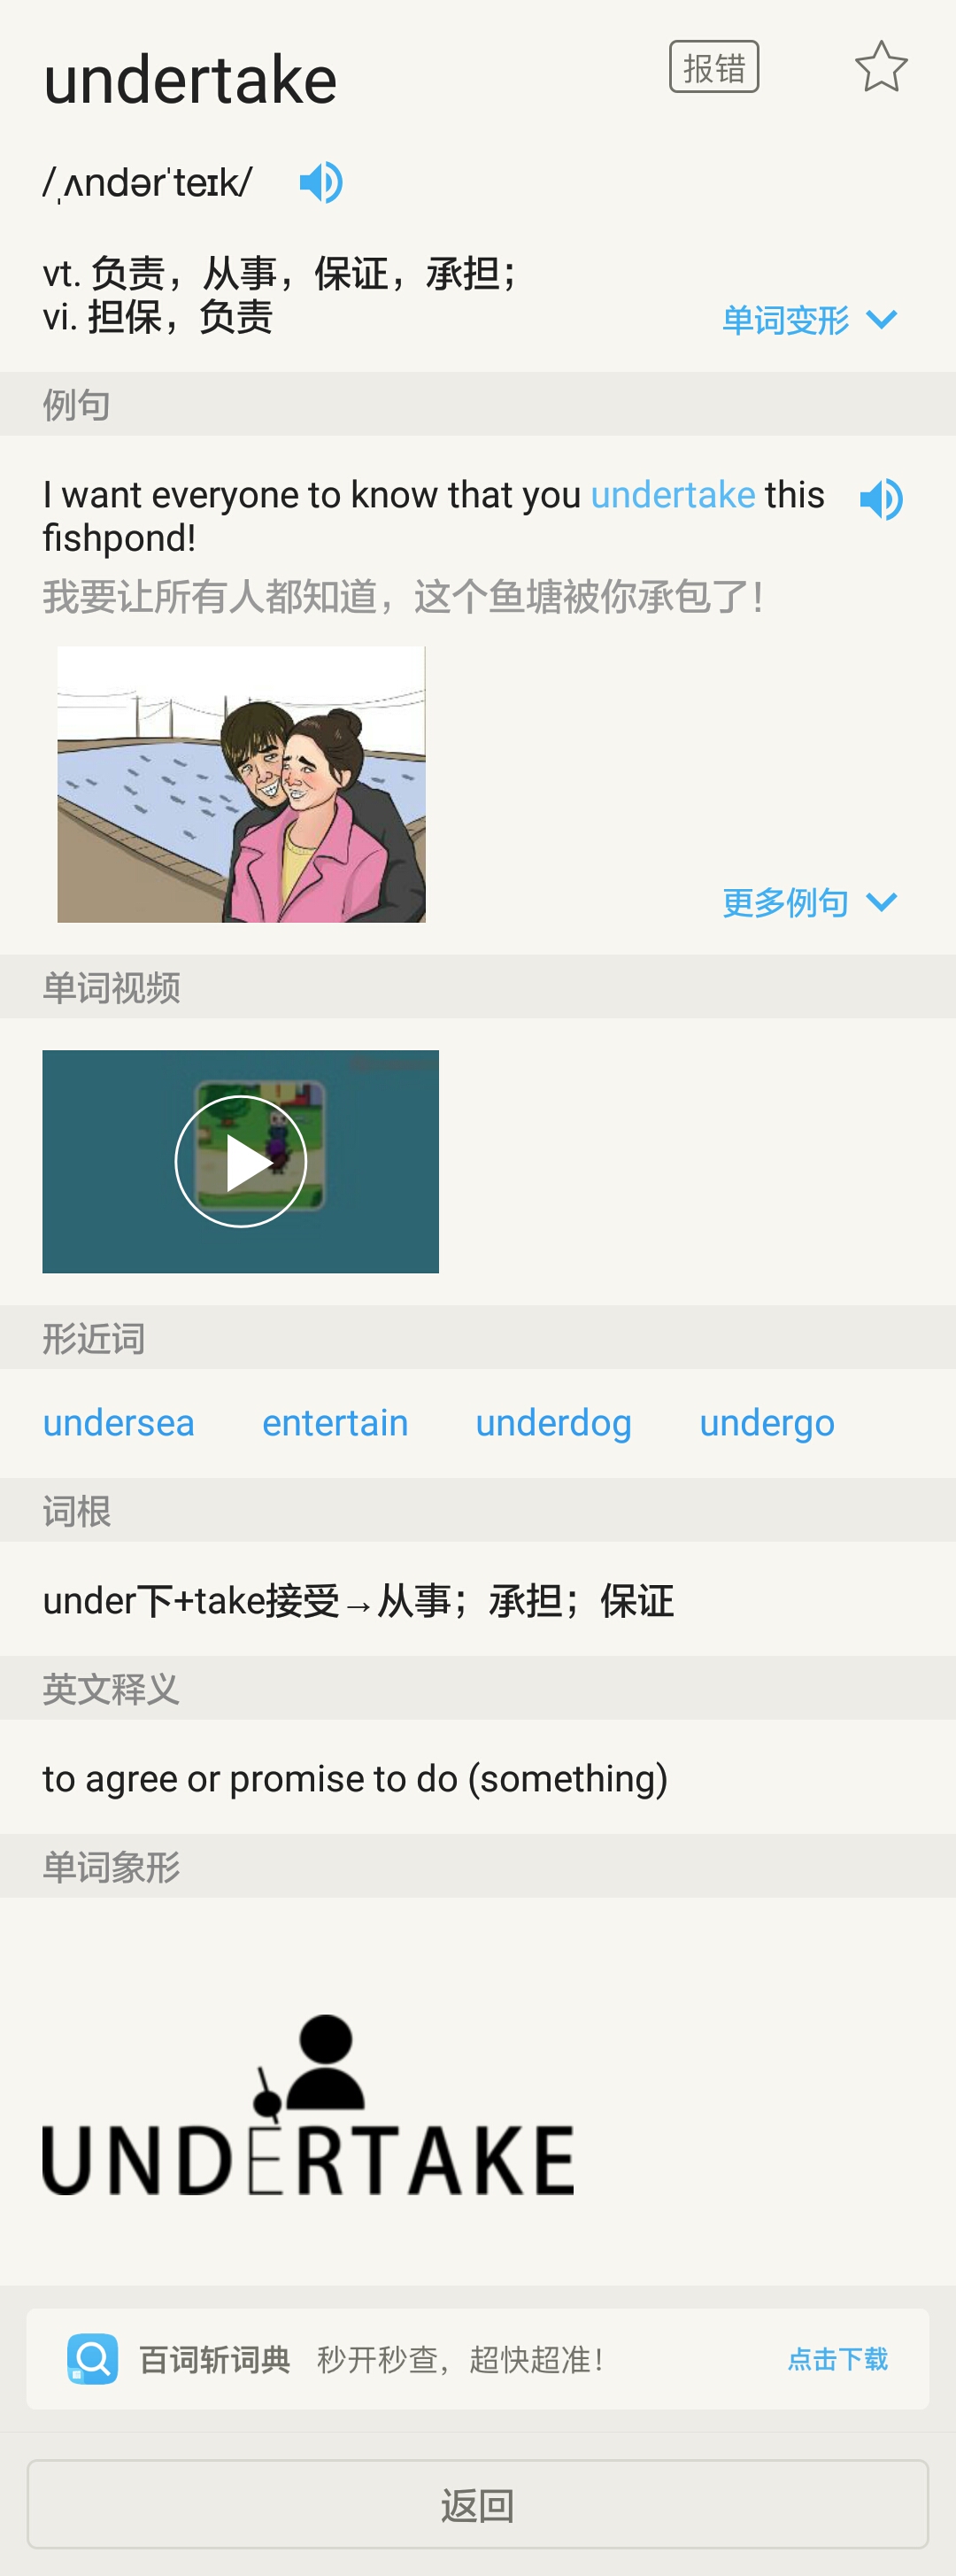 undertake
报错
/ˌʌndərˈteɪk/
vt. 负责，从事，保证，承担；
vi. 担保，负责
单词变形
例句
I want everyone to know that you undertake this
fishpond!
我要让所有人都知道，这个鱼塘被你承包了！
更多例句
单词视频
形近词
undersea entertain underdog undergo
词根
under下+take接受→从事；承担；保证
英文释义
to agree or promise to do (something)
单词象形
UNDERTAKE
百词斩词典 秒开秒查，超快超准！ 点击下载
返回